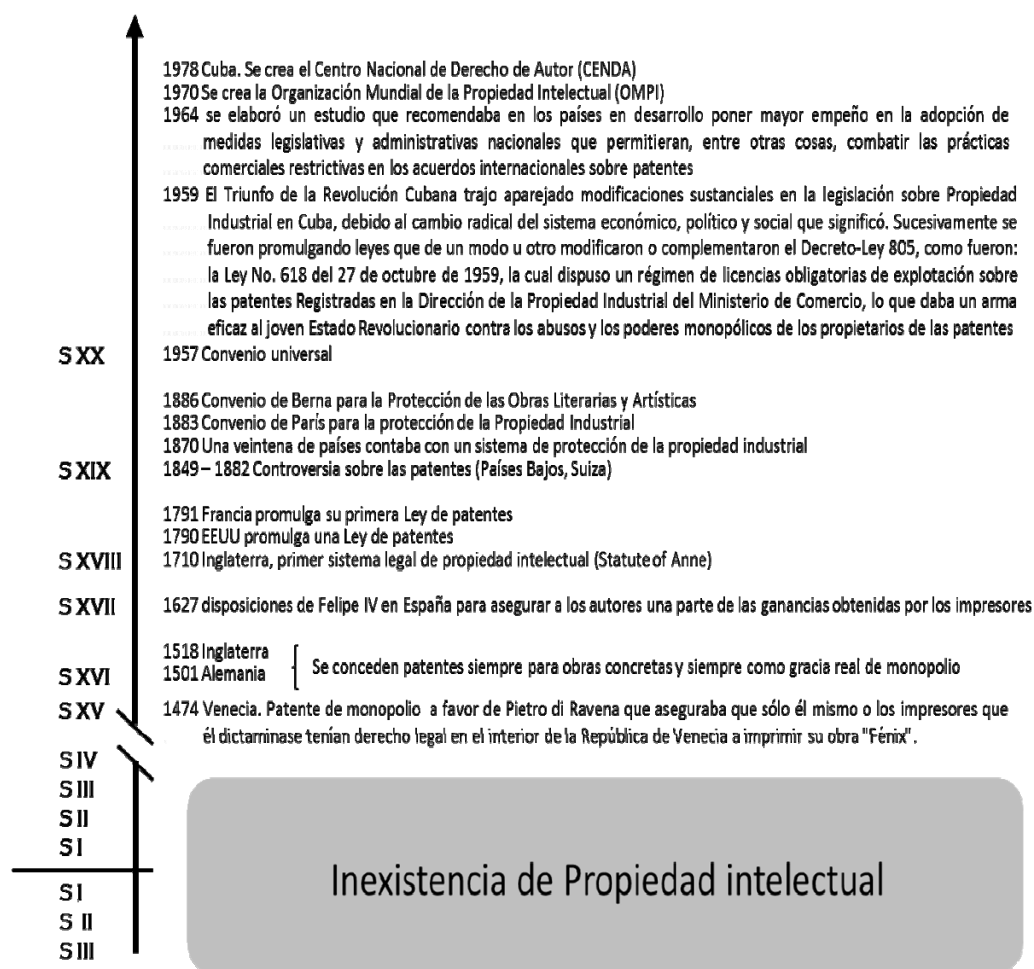 1978 Cuba. Se crea el Centro Nacional de Derecho de Autor (CENDA)
1970 Se crea la Organización Mundial de la Propiedad Intelectual (OMPI)
1964 se elaboró un estudio que recomendaba en los países en desarrollo poner mayor empeño en la adopción de
medidas legislativas y administrativas nacionales que permitieran, entre otras cosas, combatir las prácticas
comerciales restrictivas en los acuerdos internacionales sobre patentes
1959 El Triunfo de la Revolución Cubana trajo aparejado modificaciones sustanciales en la legislación sobre Propiedad
Industrial en Cuba, debido al cambio radical del sistema económico, político y social que significó. Sucesivamente se
fueron promulgando leyes que de un modo u otro modificaron o complementaron el Decreto-Ley 805, como fueron:
la Ley No. 618 del 27 de octubre de 1959, la cual dispuso un régimen de licencias obligatorias de explotación sobre
las patentes Registradas en la Dirección de la Propiedad Industrial del Ministerio de Comercio, lo que daba un arma
eficaz al joven Estado Revolucionario contra los abusos y los poderes monopólicos de los propietarios de las patentes
S XX 1957 Convenio universal
1886 Convenio de Berna para la Protección de las Obras Literarias y Artísticas
1883 Convenio de París para la protección de la Propiedad Industrial
1870 Una veintena de países contaba con un sistema de protección de la propiedad industrial
S XIX 1849 – 1882 Controversia sobre las patentes (Países Bajos, Suiza)
1791 Francia promulga su primera Ley de patentes
1790 EEUU promulga una Ley de patentes
S XVIII 1710 Inglaterra, primer sistema legal de propiedad intelectual (Statute of Anne)
S XVII 1627 disposiciones de Felipe IV en España para asegurar a los autores una parte de las ganancias obtenidas por los impresores
1518 Inglaterra
1501 Alemania
Se conceden patentes siempre para obras concretas y siempre como gracia real de monopolio
S XVI
S XV 1474 Venecia. Patente de monopolio a favor de Pietro di Ravena que aseguraba que sólo él mismo o los impresores que
él dictaminase tenían derecho legal en el interior de la República de Venecia a imprimir su obra "Fénix".
S IV
S III
S II
S I
Inexistencia de Propiedad intelectual
S I
S II
S III